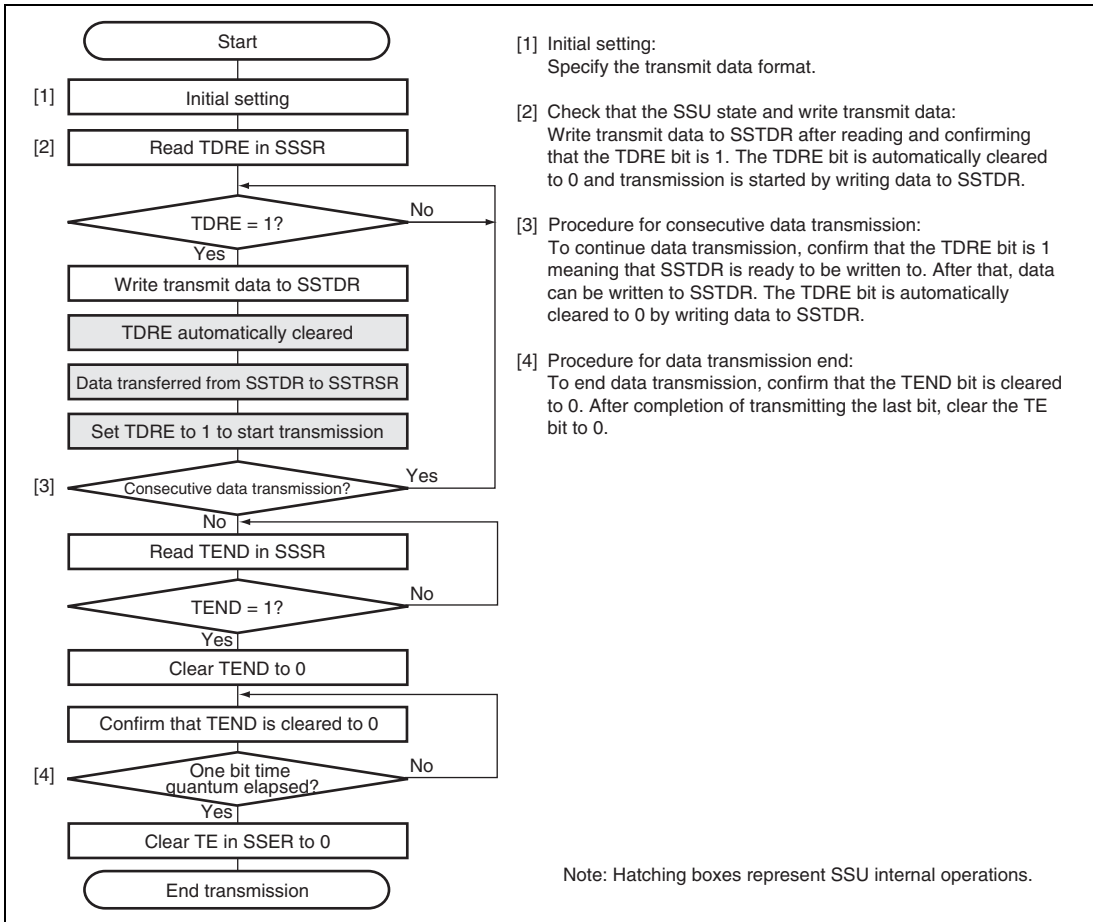 Start
[1] Initial setting
[2] Read TDRE in SSSR
TDRE = 1?
No
Yes
Write transmit data to SSTDR
TDRE automatically cleared
Data transferred from SSTDR to SSTRSR
Set TDRE to 1 to start transmission
[3] Consecutive data transmission?
Yes
No
Read TEND in SSSR
TEND = 1?
No
Yes
Clear TEND to 0
Confirm that TEND is cleared to 0
[4] One bit time
quantum elapsed?
No
Yes
Clear TE in SSER to 0
End transmission
[1] Initial setting:
Specify the transmit data format.
[2] Check that the SSU state and write transmit data:
Write transmit data to SSTDR after reading and confirming
that the TDRE bit is 1. The TDRE bit is automatically cleared
to 0 and transmission is started by writing data to SSTDR.
[3] Procedure for consecutive data transmission:
To continue data transmission, confirm that the TDRE bit is 1
meaning that SSTDR is ready to be written to. After that, data
can be written to SSTDR. The TDRE bit is automatically
cleared to 0 by writing data to SSTDR.
[4] Procedure for data transmission end:
To end data transmission, confirm that the TEND bit is cleared
to 0. After completion of transmitting the last bit, clear the TE
bit to 0.
Note: Hatching boxes represent SSU internal operations.